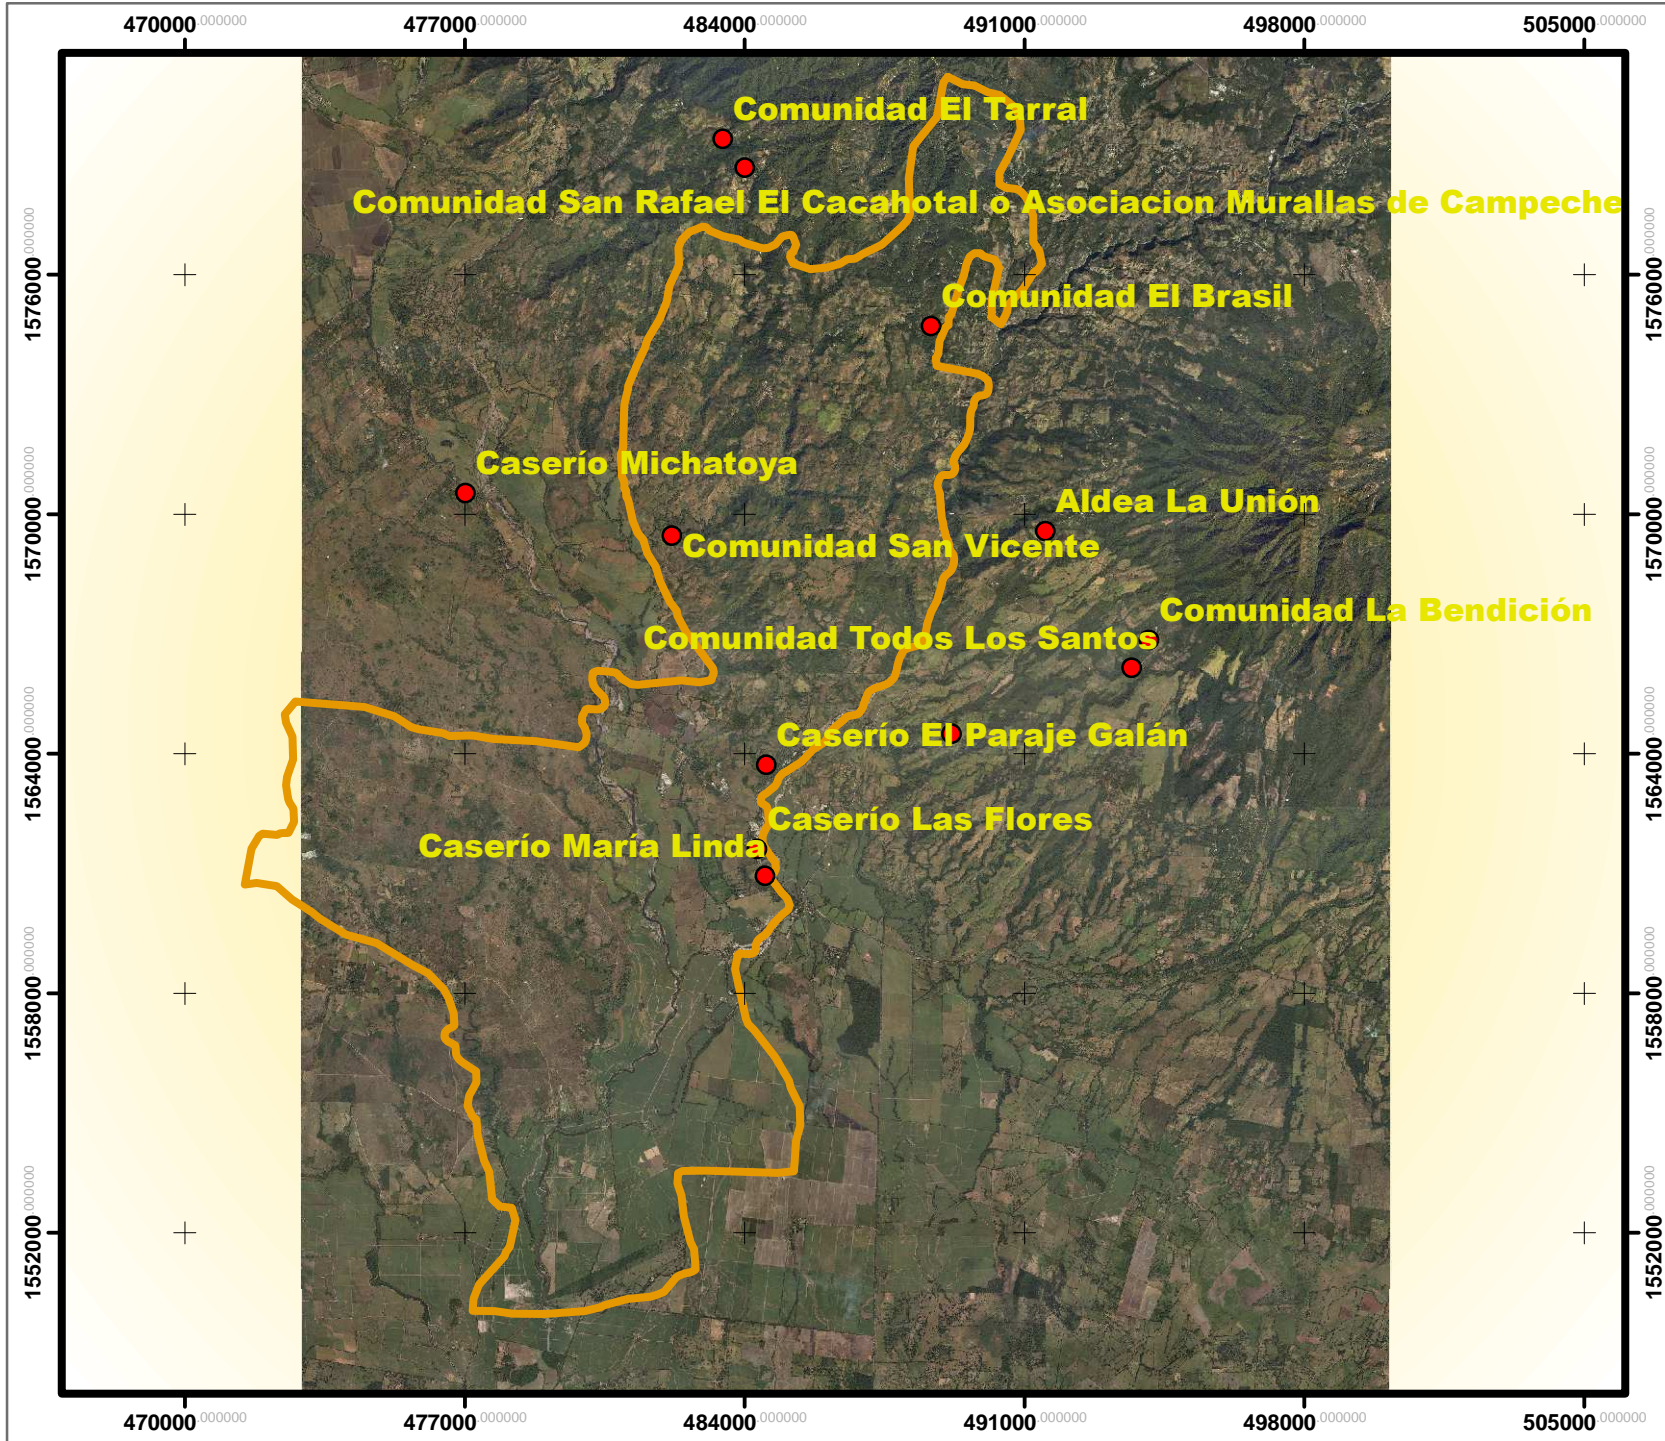 470000.000000 477000.000000 484000.000000 491000.000000 498000.000000 505000.000000
Comunidad El Tarral
Comunidad San Rafael El Cacahotal o Asociacion Murallas de Campeche
1576000.000000 1576000.000000
Comunidad El Brasil
Caserío Michatoya
Aldea La Unión
1570000.000000 1570000.000000
Comunidad San Vicente
Comunidad La Bendición
Comunidad Todos Los Santos
Caserío El Paraje Galán
1564000.000000 1564000.000000
Caserío Las Flores
Caserío María Linda
1558000.000000 1558000.000000
1552000.000000 1552000.000000
470000.000000 477000.000000 484000.000000 491000.000000 498000.000000 505000.000000